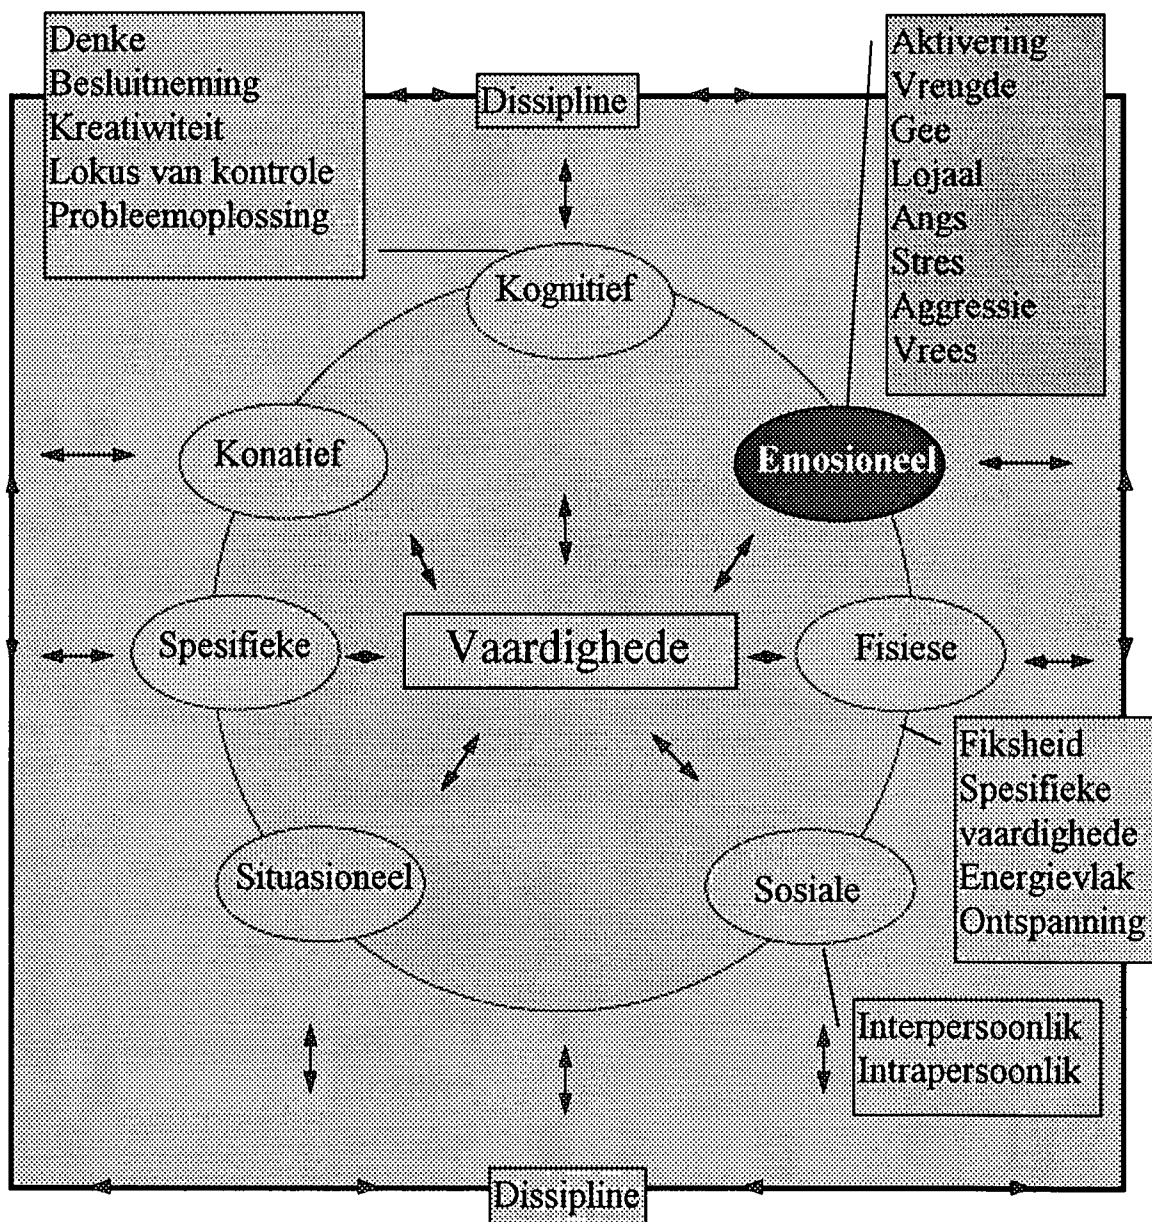 Denke
Besluitneming
Kreatiwiteit
Lokus van kontrole
Probleemoplossing
Dissipline
Aktivering
Vreugde
Gee
Lojaal
Angs
Stres
Aggressie
Vrees
Kognitief
Konatief
Emosioneel
Spesifieke
Vaardighede
Fisiese
Fiksheid
Spesifieke
vaardighede
Energievlak
Ontspanning
Situasioneel
Sosiale
Interpersoonlik
Intrapersoonlik
Dissipline